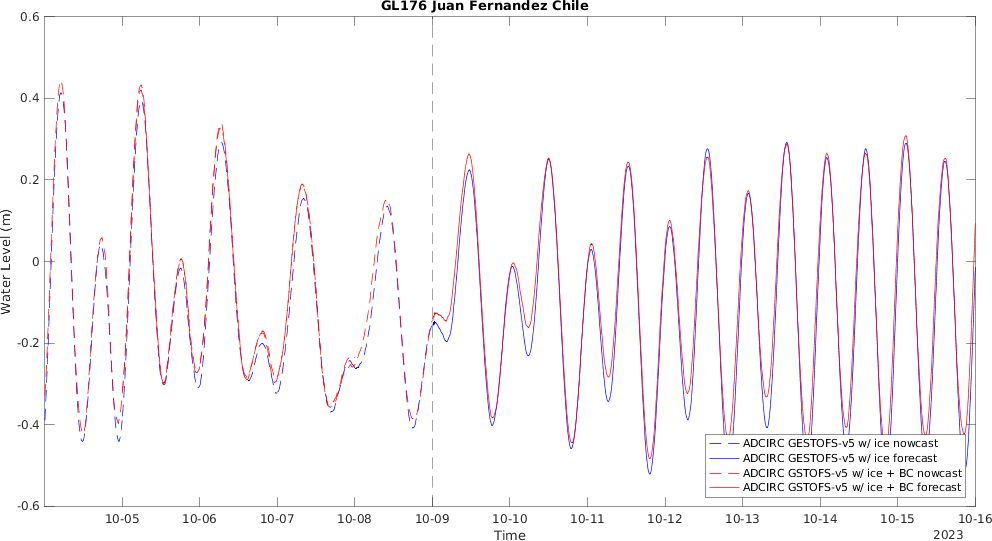 GL176 Juan Fernandez Chile
0.6
0.4
0.2
0
-0.2
-0.4
-0.6
Water Level (m)
10-05
10-06
10-07
10-08
10-09
10-10
10-11
10-12
10-13
10-14
10-15
10-16
Time
2023
ADCIRC GESTOFS-v5 w/ ice nowcast
ADCIRC GESTOFS-v5 w/ ice forecast
ADCIRC GSTOFS-v5 w/ ice + BC nowcast
ADCIRC GSTOFS-v5 w/ ice + BC forecast